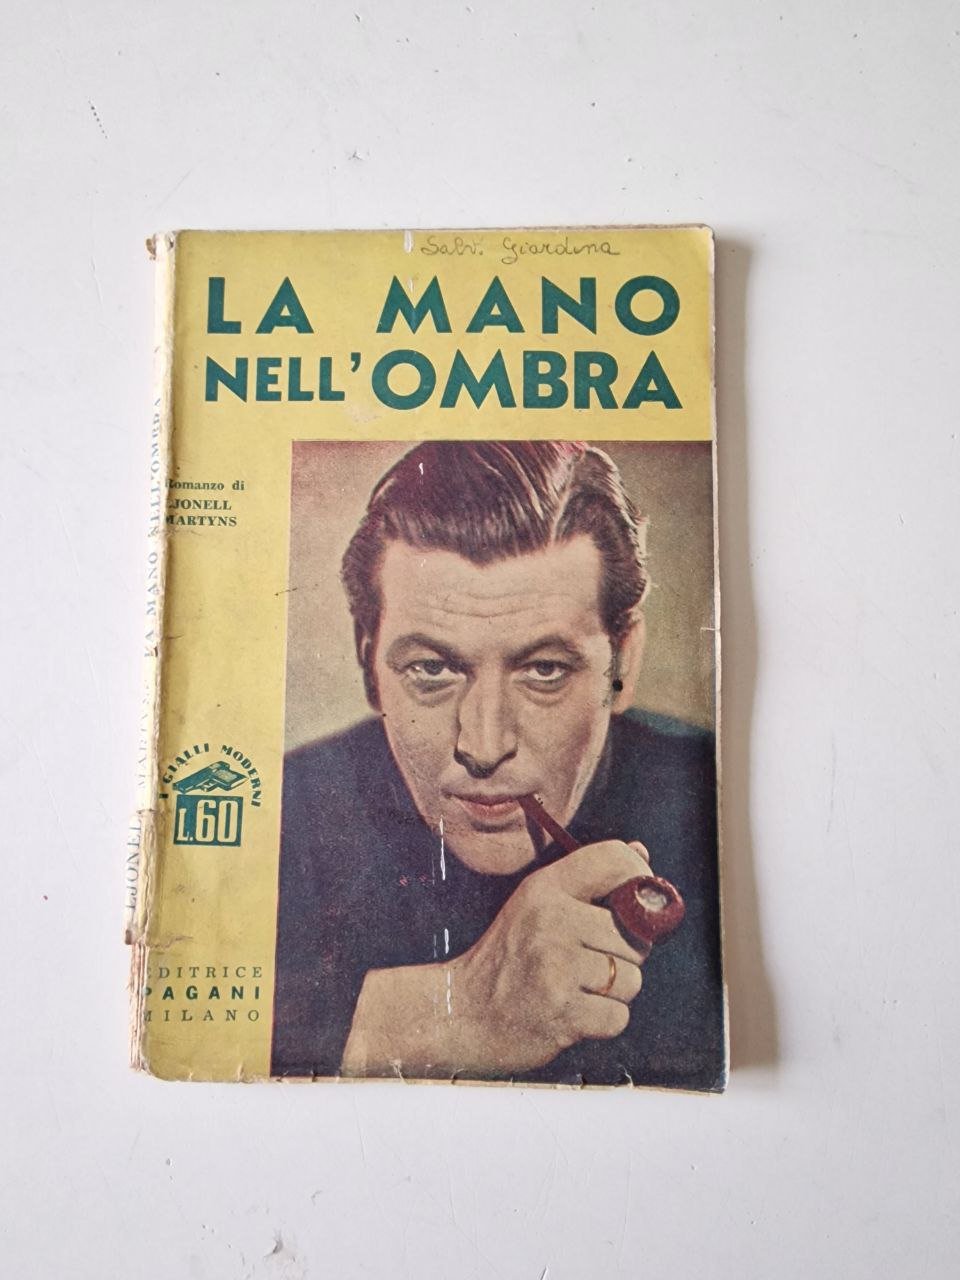 Salv. Giardina
LA MANO
NELL'OMBRA
Romanzo di
LJONELL
MARTYNS
I GIALLI MODERNI
L.60
EDITRICE
PAGANI
MILANO
LJONELL MARTYNS - LA MANO NELL'OMBRA